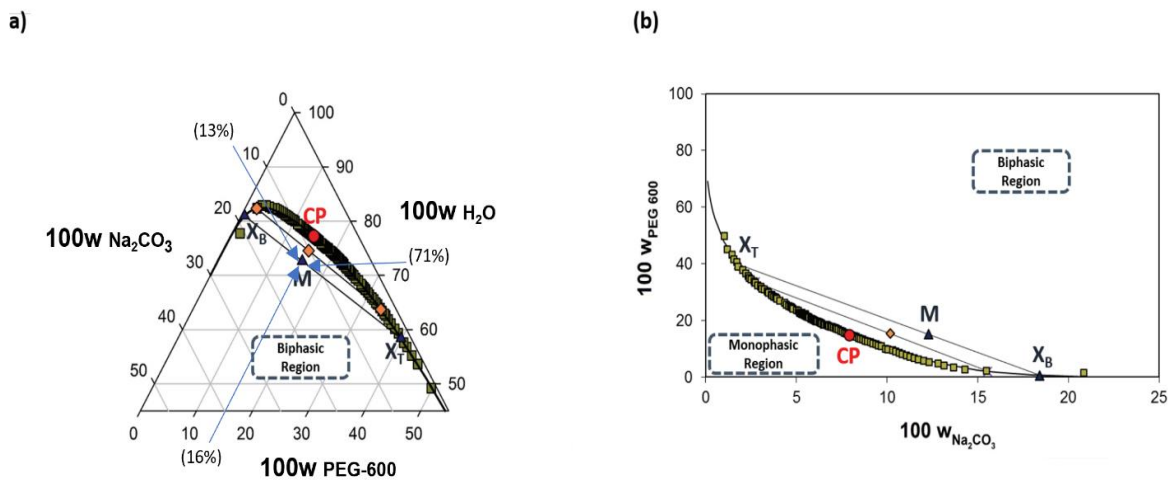 a)
(b)
0
100
(13%)
10
90
100w H₂O
20
80
CP
100w Na₂CO₃
X_B
(71%)
30
70
M
40
60
Biphasic
Region
X_T
50
50
0
10
20
30
40
50
(16%)
100w PEG-600
100
80
60
40
20
0
100 w_PEG 600
Biphasic
Region
X_T
M
Monophasic
Region
CP
X_B
0
5
10
15
20
25
100 w_Na₂CO₃